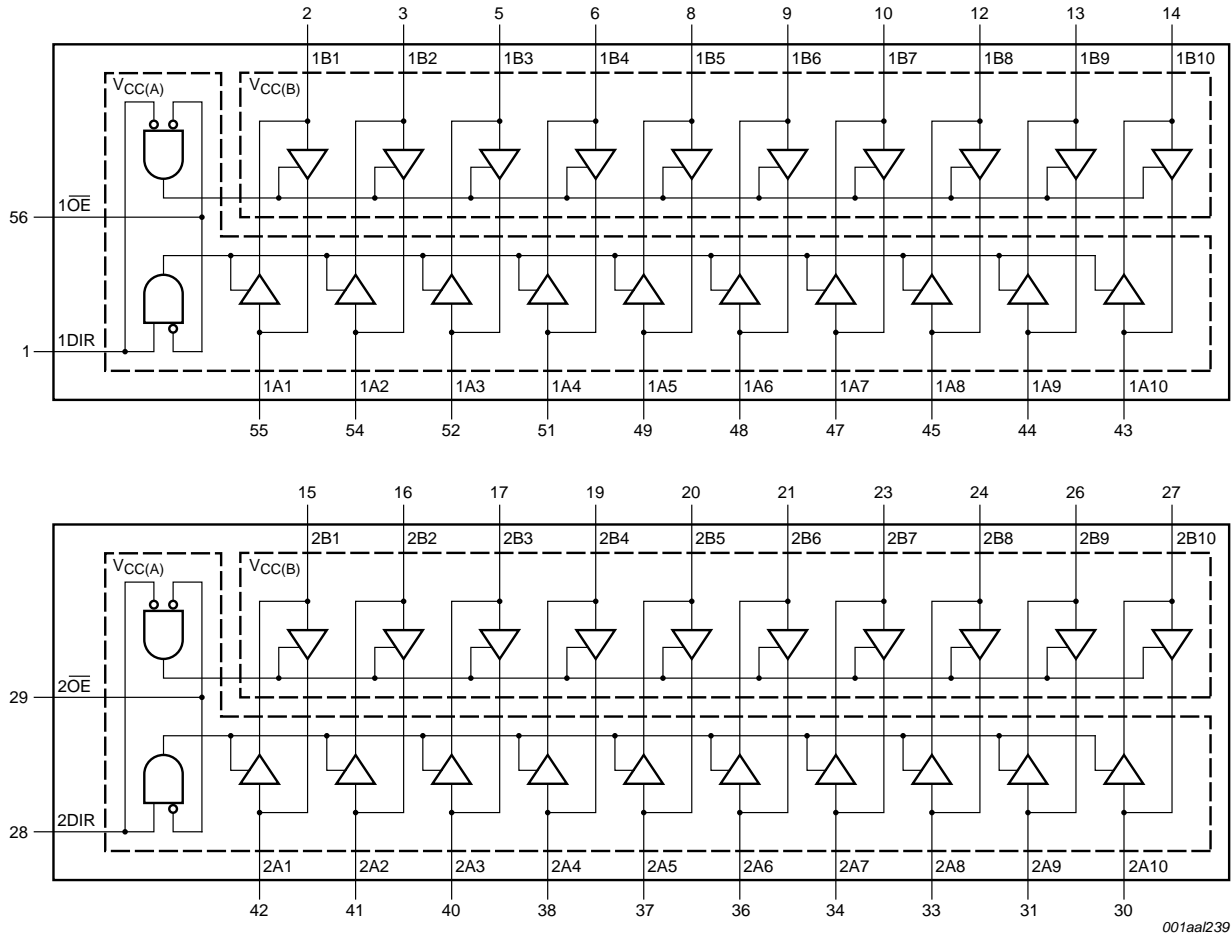 2 3 5 6 8 9 10 12 13 14
1B1 1B2 1B3 1B4 1B5 1B6 1B7 1B8 1B9 1B10
VCC(A) VCC(B)
56 1O̅E̅
1 1DIR
1A1 1A2 1A3 1A4 1A5 1A6 1A7 1A8 1A9 1A10
55 54 52 51 49 48 47 45 44 43
15 16 17 19 20 21 23 24 26 27
2B1 2B2 2B3 2B4 2B5 2B6 2B7 2B8 2B9 2B10
VCC(A) VCC(B)
29 2O̅E̅
28 2DIR
2A1 2A2 2A3 2A4 2A5 2A6 2A7 2A8 2A9 2A10
42 41 40 38 37 36 34 33 31 30
001aal239